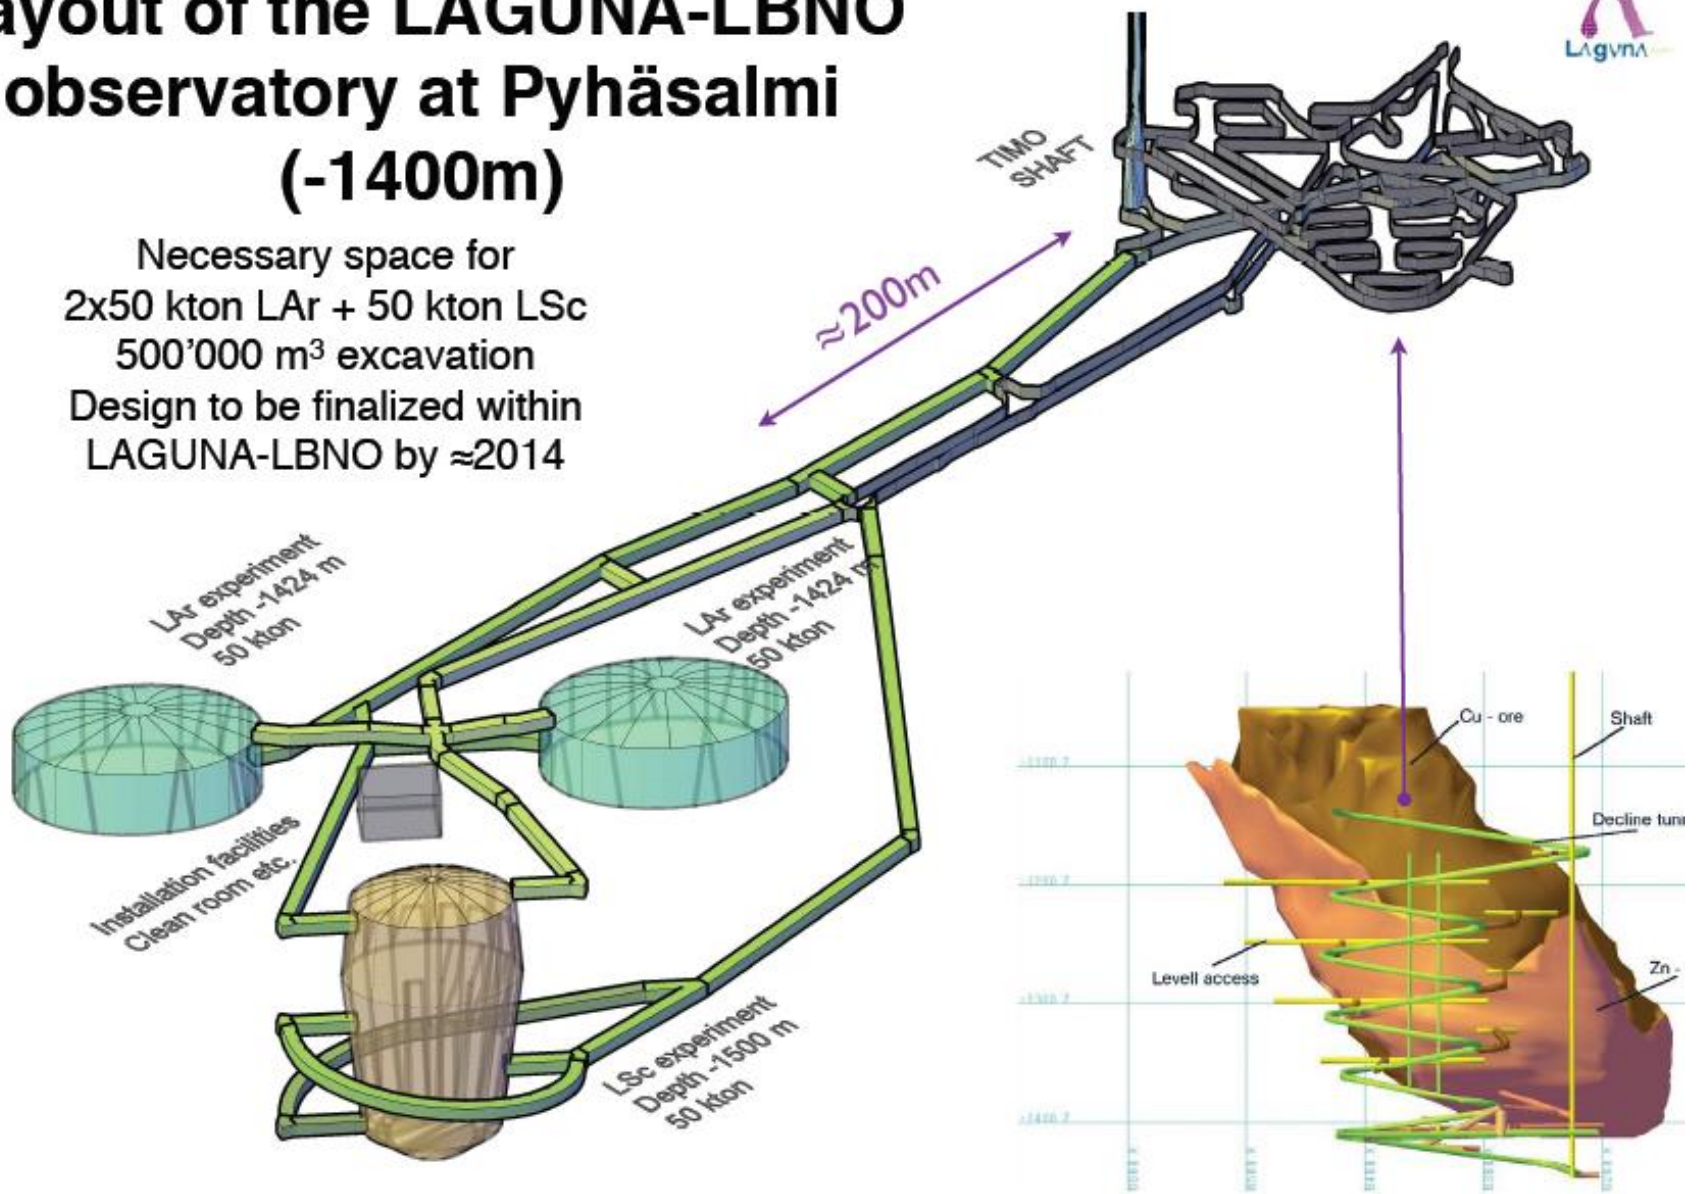 ayout of the LAGUNA-LBNO
observatory at Pyhäsalmi
(-1400m)
Necessary space for
2x50 kton LAr + 50 kton LSc
500'000 m³ excavation
Design to be finalized within
LAGUNA-LBNO by ≈2014
Laguna
TIMO
SHAFT
≈200m
LAr experiment
Depth -1424 m
50 kton
LAr experiment
Depth -1424 m
50 kton
Installation facilities
Clean room etc.
LSc experiment
Depth -1500 m
50 kton
Cu - ore
Shaft
Decline tunn
Levell access
Zn -